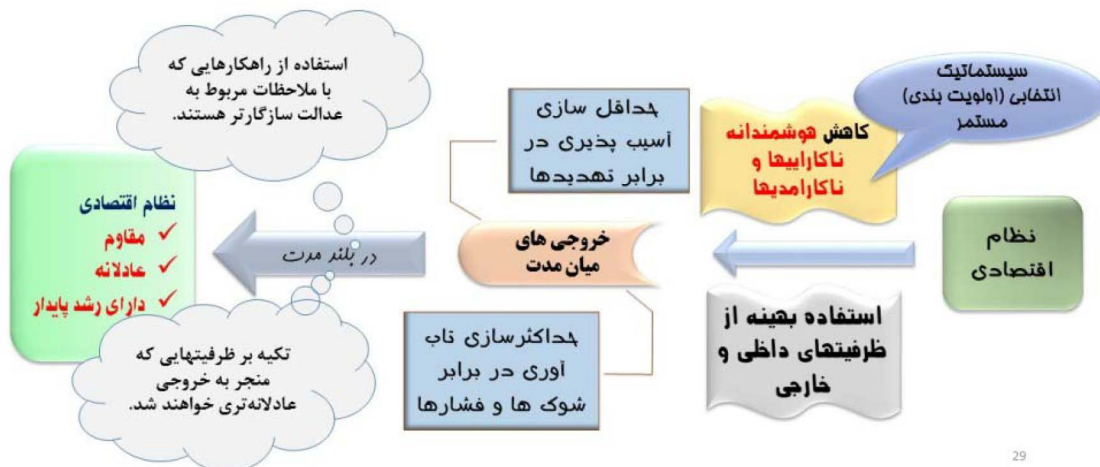 سیستماتیک
انتخابی (اولویت بندی)
مستمر
کاهش هوشمندانه
ناکاراییها و
ناکارامدیها
نظام
اقتصادی
استفاده بهینه از
ظرفیتهای داخلی و
خارجی
حداقل سازی
آسیب پذیری در
برابر تهدیدها
خروجی های
میان مدت
حداکثرسازی تاب
آوری در برابر
شوک ها و فشارها
در بلند مدت
استفاده از راهکارهایی که
با ملاحظات مربوط به
عدالت سازگارتر هستند.
تکیه بر ظرفیتهایی که
منجر به خروجی
عادلانه‌تری خواهند شد.
نظام اقتصادی
✓ مقاوم
✓ عادلانه
✓ دارای رشد پایدار
29